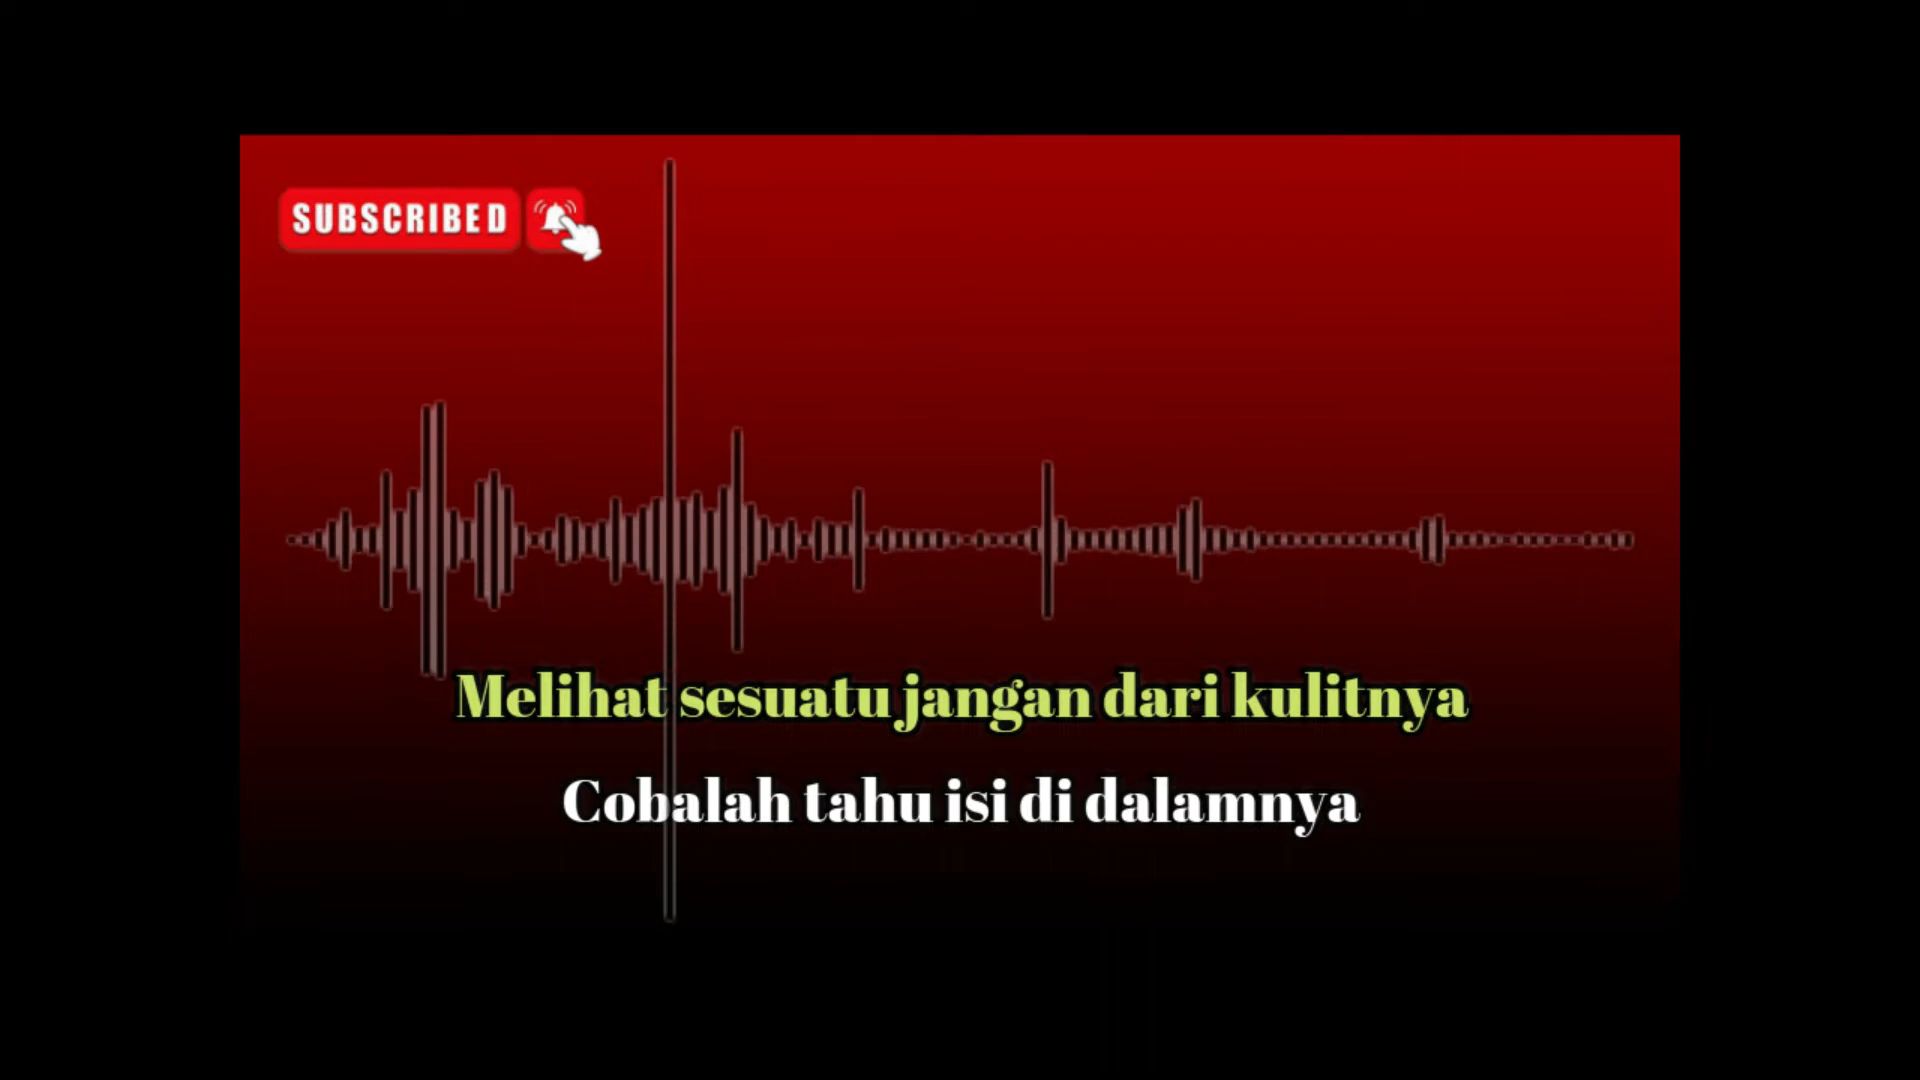 SUBSCRIBED
Melihat sesuatu jangan dari kulitnya
Cobalah tahu isi di dalamnya